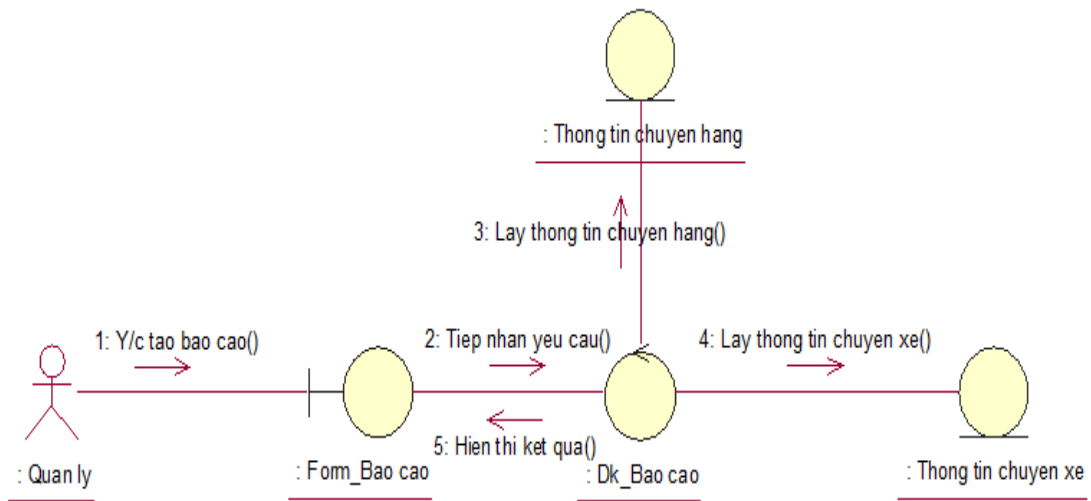 : Thong tin chuyen hang
3: Lay thong tin chuyen hang()
1: Y/c tao bao cao()
2: Tiep nhan yeu cau()
4: Lay thong tin chuyen xe()
5: Hien thi ket qua()
: Quan ly
: Form_Bao cao
: Dk_Bao cao
: Thong tin chuyen xe